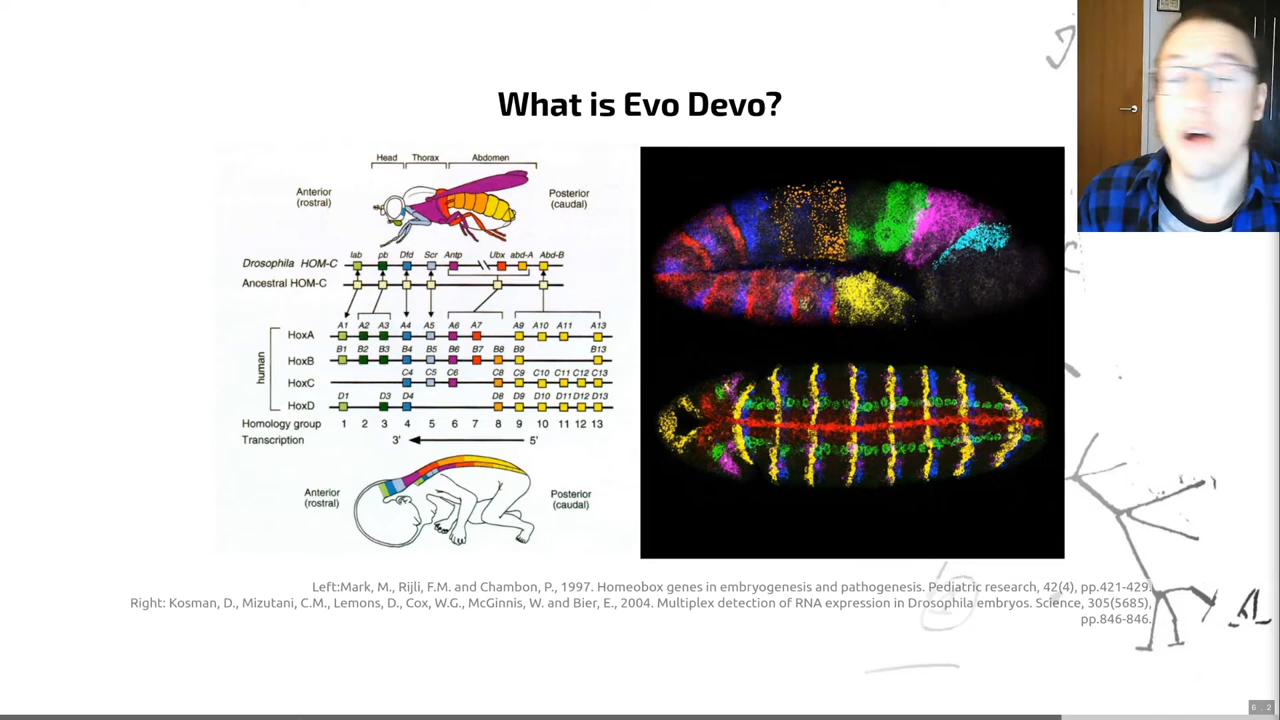 What is Evo Devo?
Head Thorax Abdomen
Anterior (rostral)
Posterior (caudal)
lab pb Dfd Scr Antp Ubx abd-A Abd-B
Drosophila HOM-C
Ancestral HOM-C
A1 A2 A3 A4 A5 A6 A7 A9 A10 A11 A13
HoxA
B1 B2 B3 B4 B5 B6 B7 B8 B9 B13
HoxB
human
C4 C5 C6 C8 C9 C10 C11 C12 C13
HoxC
D1 D3 D4 D8 D9 D10 D11 D12 D13
HoxD
Homology group 1 2 3 4 5 6 7 8 9 10 11 12 13
Transcription 3' 5'
Anterior (rostral)
Posterior (caudal)
Left:Mark, M., Rijli, F.M. and Chambon, P., 1997. Homeobox genes in embryogenesis and pathogenesis. Pediatric research, 42(4), pp.421-429.
Right: Kosman, D., Mizutani, C.M., Lemons, D., Cox, W.G., McGinnis, W. and Bier, E., 2004. Multiplex detection of RNA expression in Drosophila embryos. Science, 305(5685),
pp.846-846.
6.2